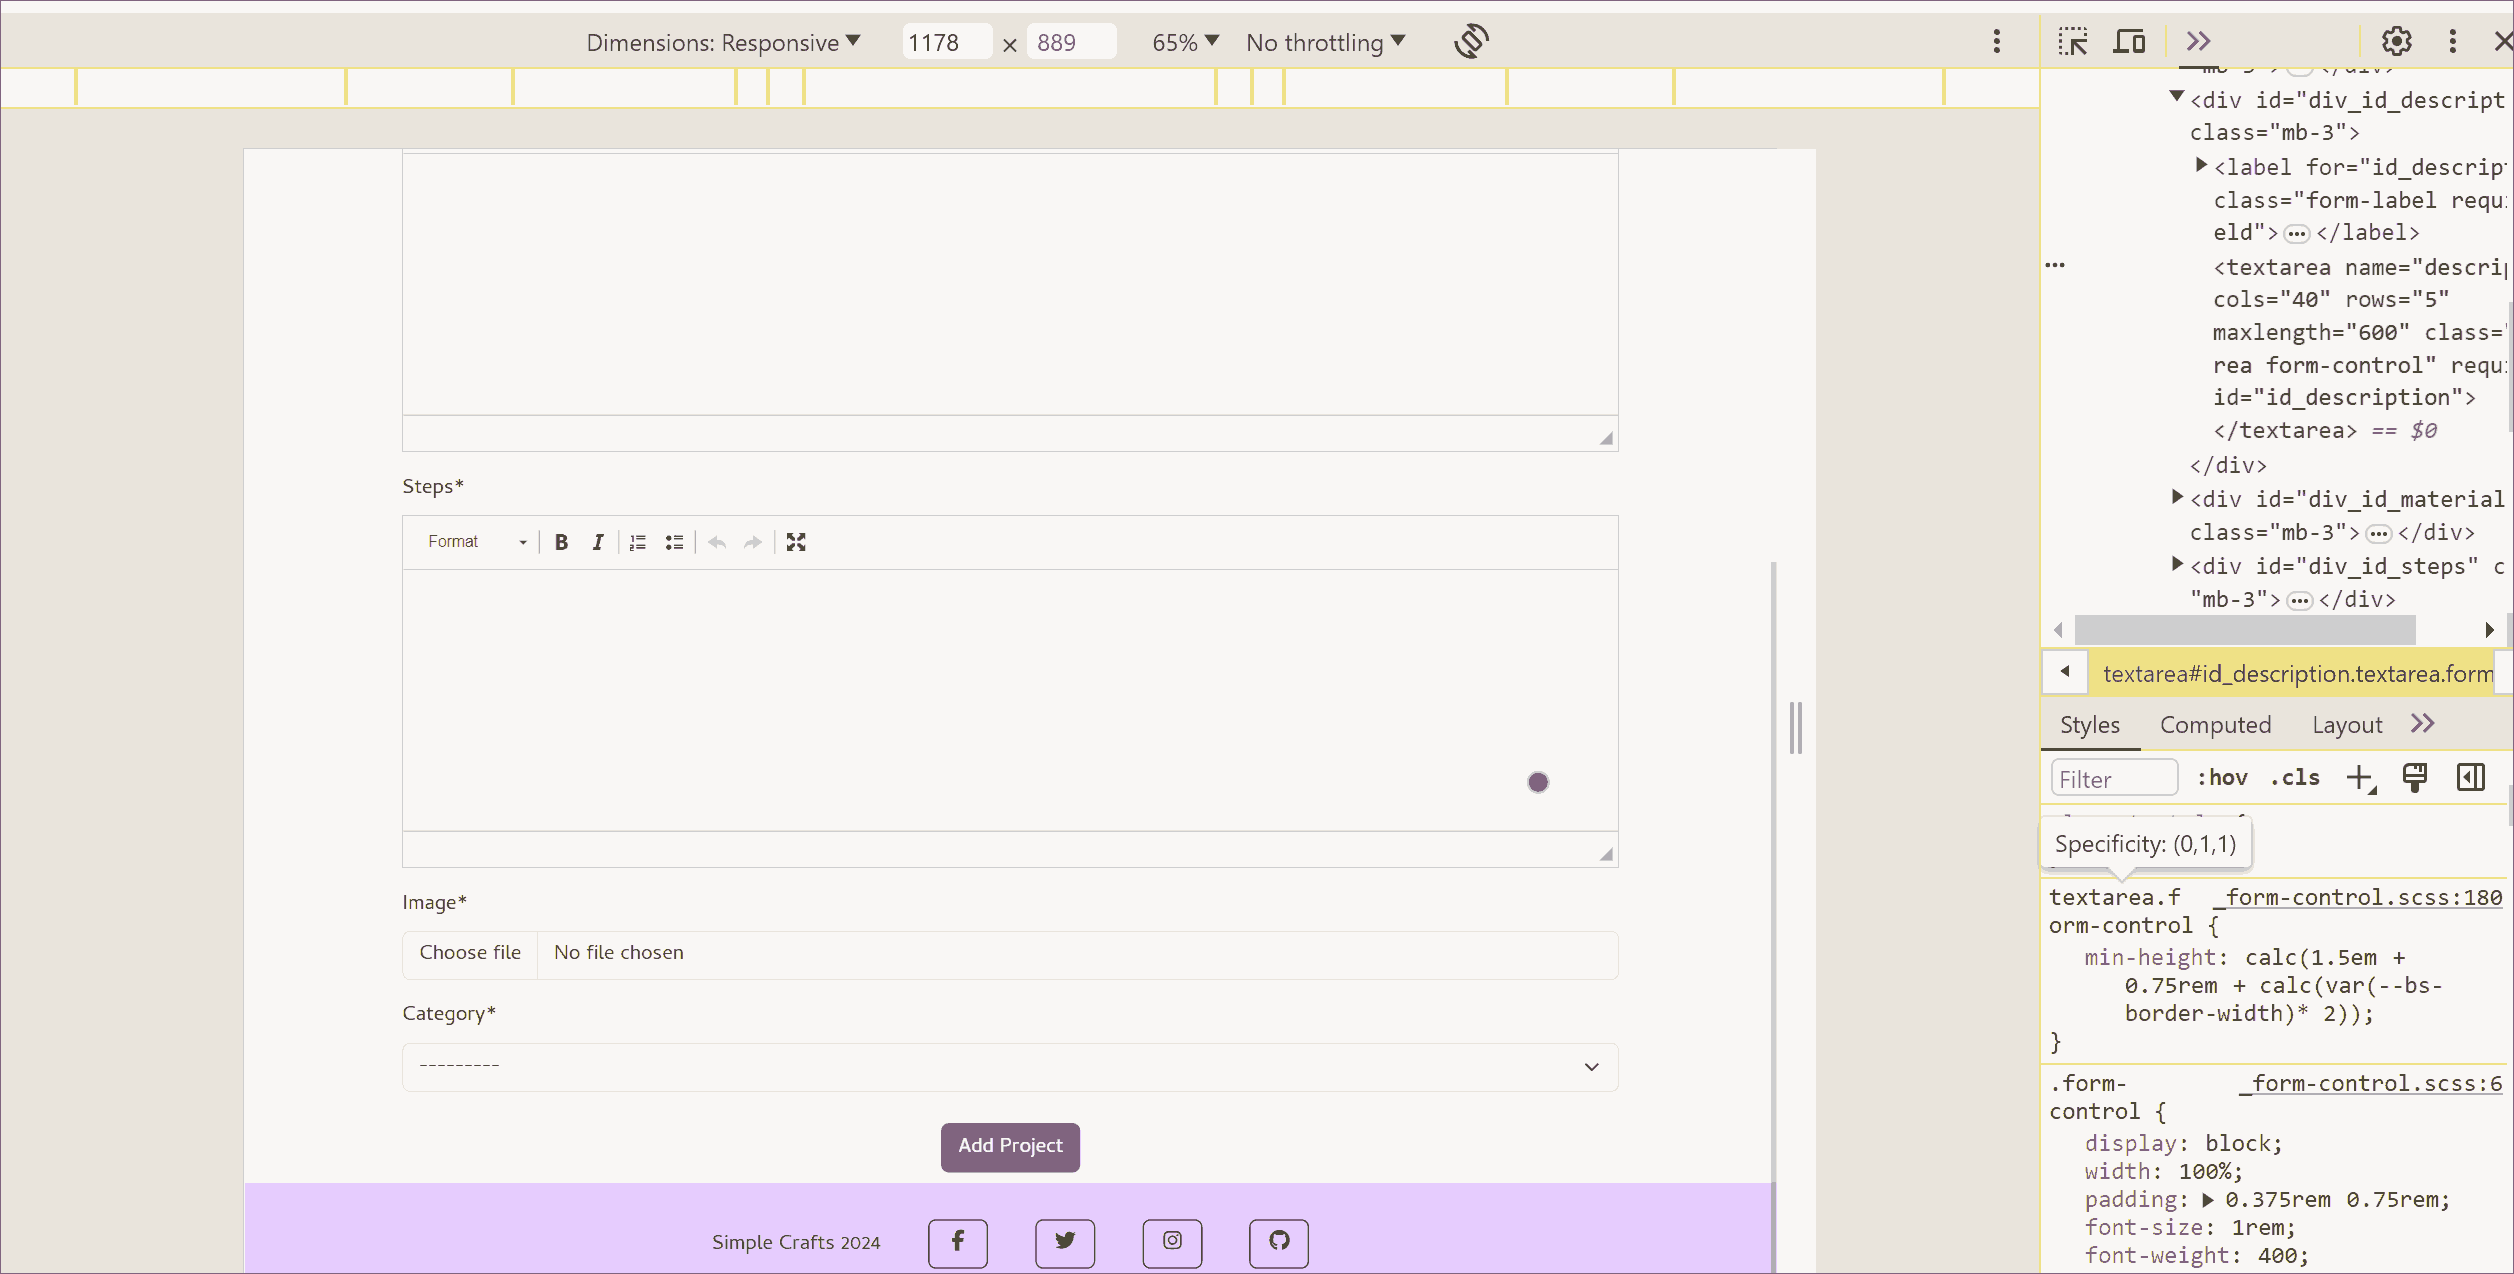 Dimensions: Responsive 1178 × 889 65% No throttling
Steps*
Format B I
Image*
Choose file No file chosen
Category*
---------
Add Project
Simple Crafts 2024
</div>
<div id="div_id_descript
class="mb-3">
<label for="id_descrip
class="form-label requ
eld"> ••• </label>
•••
<textarea name="descrip
cols="40" rows="5"
maxlength="600" class=
rea form-control" requ
id="id_description">
</textarea> == $0
</div>
<div id="div_id_material
class="mb-3"> ••• </div>
<div id="div_id_steps" c
"mb-3"> ••• </div>
textarea#id_description.textarea.form
Styles Computed Layout
Filter :hov .cls
Specificity: (0,1,1)
textarea.f _form-control.scss:180
orm-control {
min-height: calc(1.5em +
0.75rem + calc(var(--bs-
border-width)* 2));
}
.form- _form-control.scss:6
control {
display: block;
width: 100%;
padding: 0.375rem 0.75rem;
font-size: 1rem;
font-weight: 400;